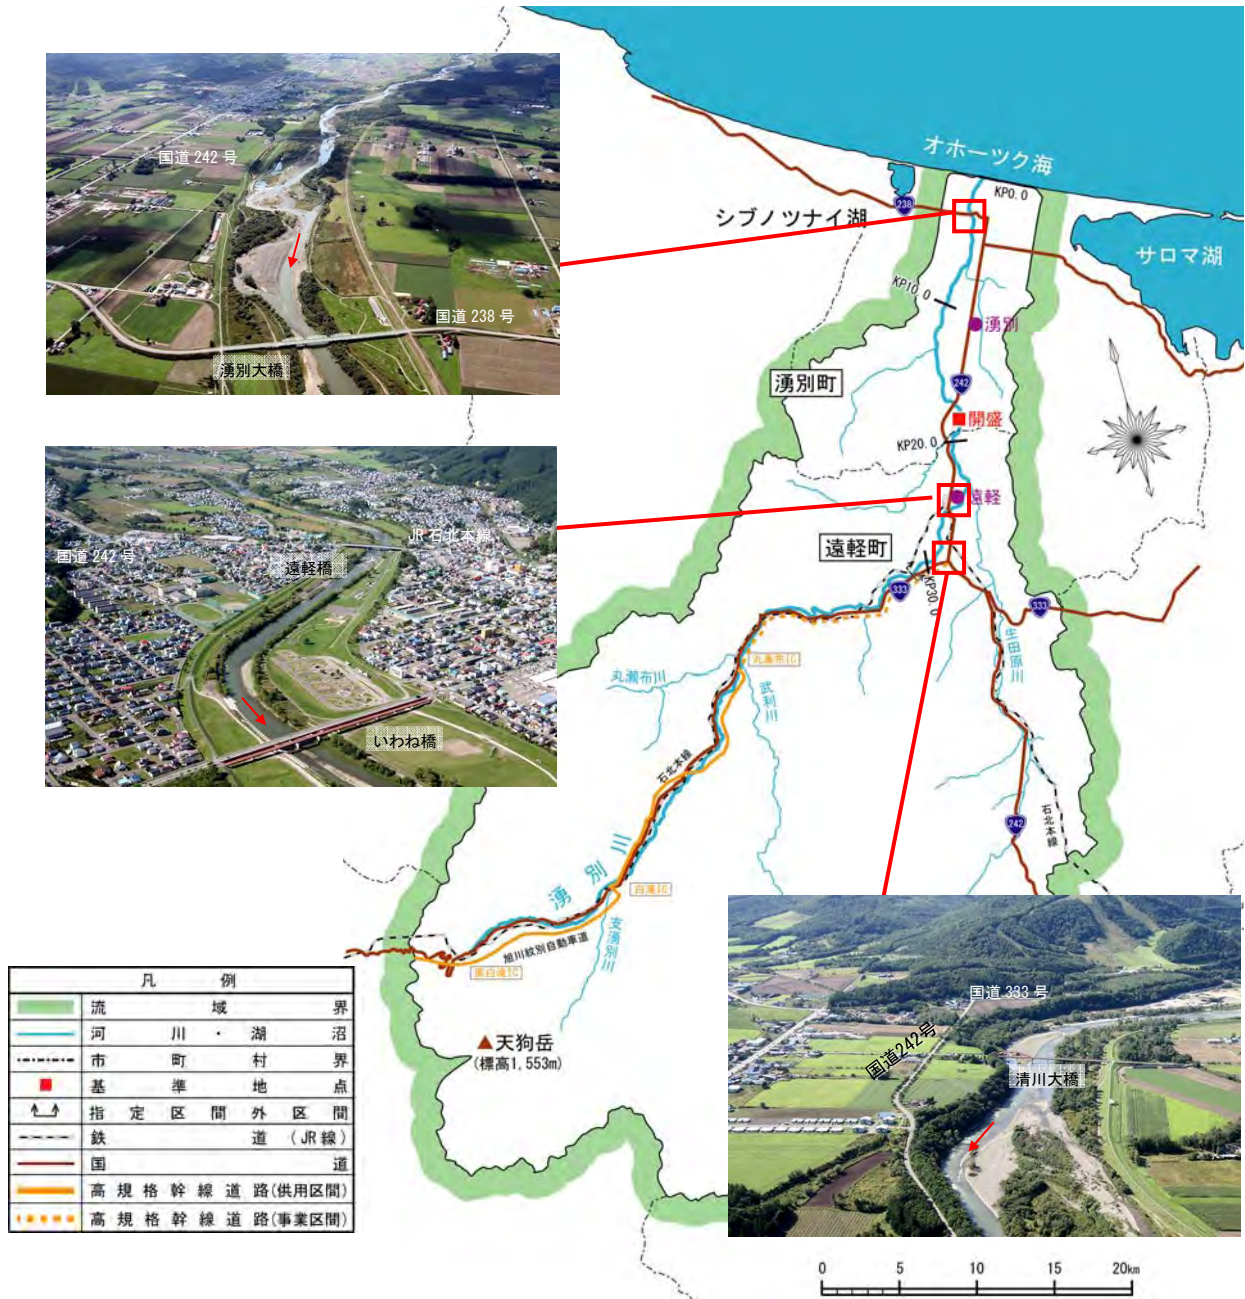 国道 242 号
国道 238 号
湧別大橋
オホーツク海
KP0.0
238
シブノツナイ湖
サロマ湖
KP10.0
湧別
湧別町
242
開盛
KP20.0
遠軽
遠軽町
国道 242 号
JR 石北本線
遠軽橋
いわね橋
333
KP30.0
333
生田原川
丸瀬布IC
丸瀬布川
武利川
石北本線
242
石北本線
湧別川
白滝IC
支湧別川
旭川紋別自動車道
奥白滝IC
天狗岳
(標高1,553m)
国道 333 号
国道242号
清川大橋
凡例
流域界
河川・湖沼
市町村界
基準地点
指定区間外区間
鉄道(JR線)
国道
高規格幹線道路(供用区間)
高規格幹線道路(事業区間)
0 5 10 15 20km